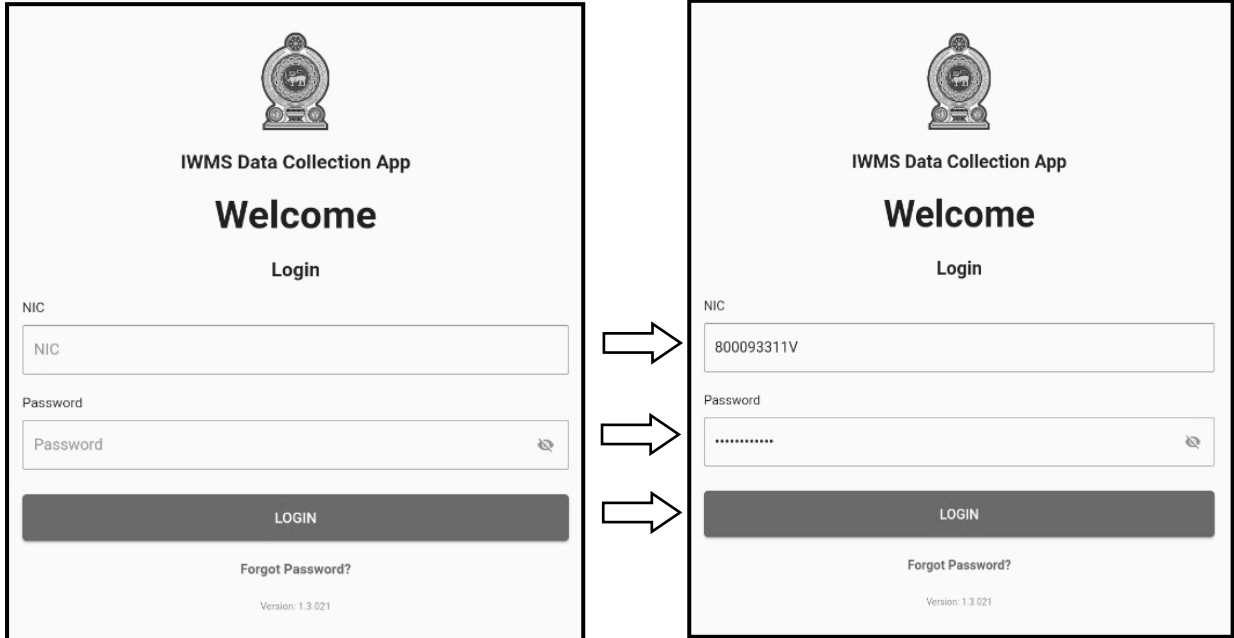 IWMS Data Collection App
Welcome
Login
NIC
NIC
Password
Password
LOGIN
Forgot Password?
Version: 1.3.021
IWMS Data Collection App
Welcome
Login
NIC
800093311V
Password
••••••••••••
LOGIN
Forgot Password?
Version: 1.3.021